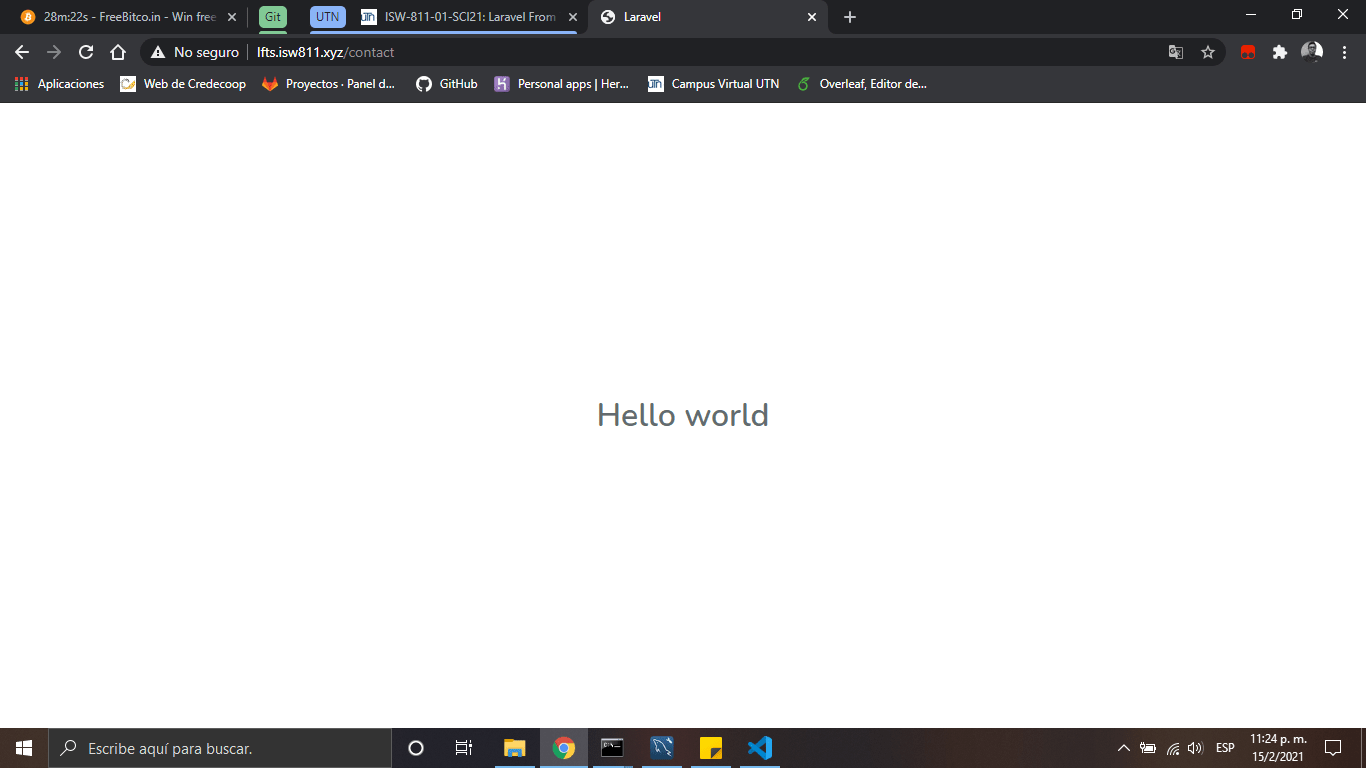 28m:22s - FreeBitco.in - Win free
Git
UTN
ISW-811-01-SCI21: Laravel From
Laravel
No seguro
lfts.isw811.xyz/contact
Aplicaciones
Web de Credecoop
Proyectos · Panel d...
GitHub
Personal apps | Her...
Campus Virtual UTN
Overleaf, Editor de...
Hello world
Escribe aquí para buscar.
ESP
11:24 p. m.
15/2/2021